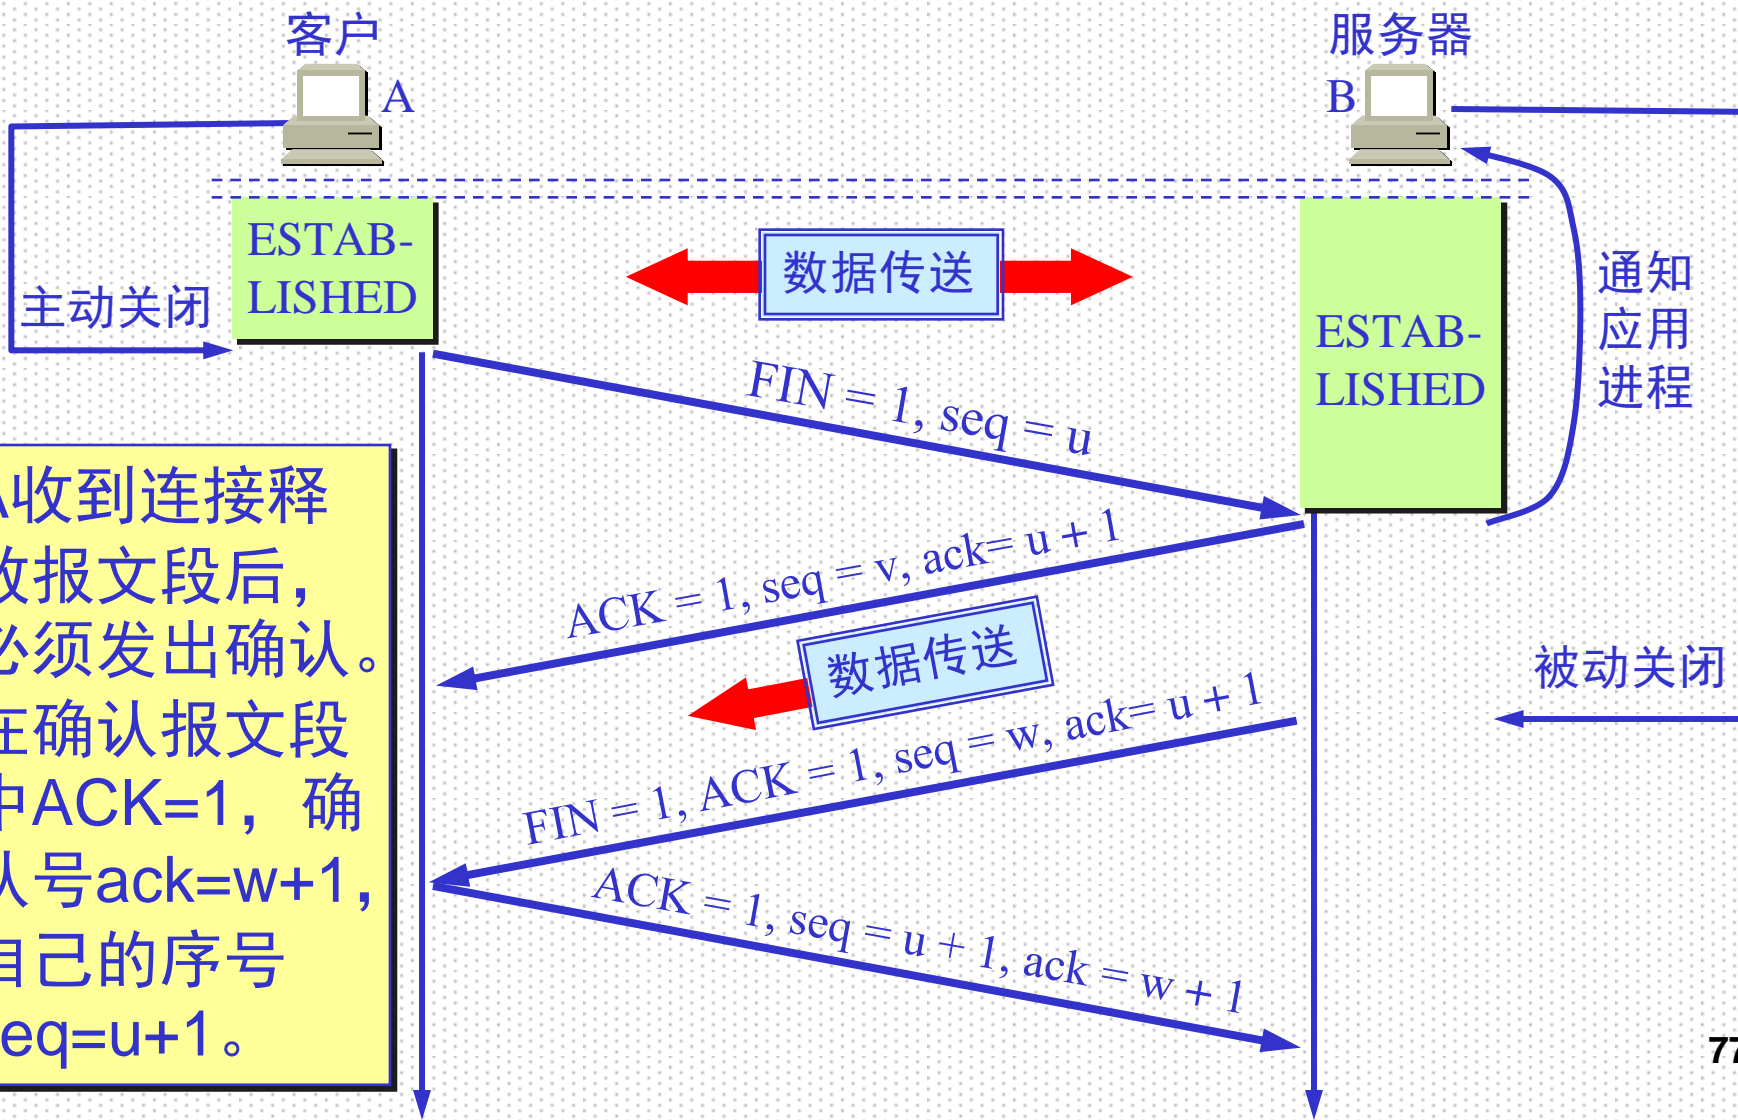 客户
服务器
A
B
ESTAB-
LISHED
数据传送
主动关闭
ESTAB-
LISHED
通知
应用
进程
FIN = 1, seq = u
ACK = 1, seq = v, ack= u + 1
数据传送
被动关闭
FIN = 1, ACK = 1, seq = w, ack= u + 1
ACK = 1, seq = u + 1, ack = w + 1
A收到连接释
放报文段后，
必须发出确认。
在确认报文段
中ACK=1，确
认号ack=w+1，
自己的序号
eq=u+1。
77